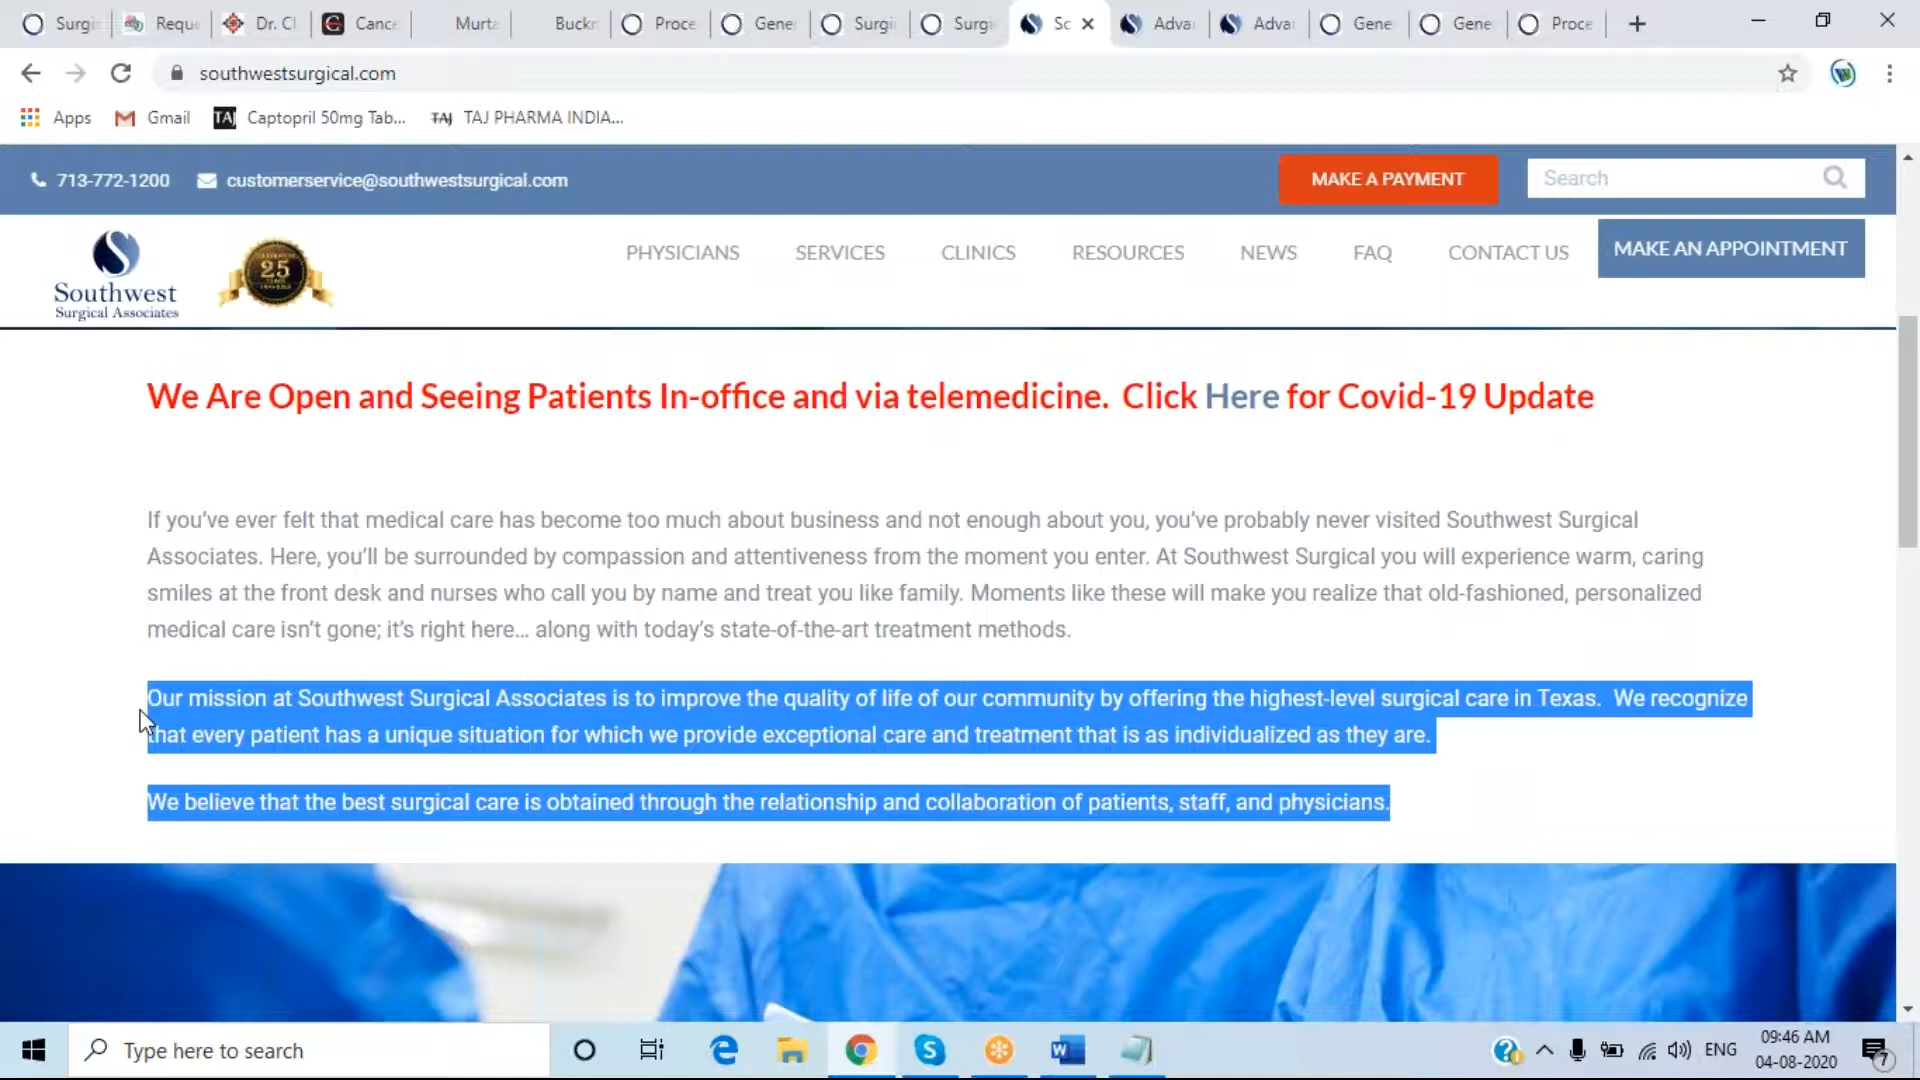 Surgi
Reque
Dr. Cl
Cance
Murta
Buckn
Proce
Gene
Surgi
Surgi
Sc
Advan
Advan
Gene
Gene
Proce
southwestsurgical.com
Apps
Gmail
TAJ Captopril 50mg Tab...
TAJ TAJ PHARMA INDIA...
713-772-1200 customerservice@southwestsurgical.com
MAKE A PAYMENT
Search
Southwest
Surgical Associates
25
PHYSICIANS SERVICES CLINICS RESOURCES NEWS FAQ CONTACT US
MAKE AN APPOINTMENT
We Are Open and Seeing Patients In-office and via telemedicine. Click Here for Covid-19 Update
If you've ever felt that medical care has become too much about business and not enough about you, you've probably never visited Southwest Surgical
Associates. Here, you'll be surrounded by compassion and attentiveness from the moment you enter. At Southwest Surgical you will experience warm, caring
smiles at the front desk and nurses who call you by name and treat you like family. Moments like these will make you realize that old-fashioned, personalized
medical care isn't gone; it's right here... along with today's state-of-the-art treatment methods.
Our mission at Southwest Surgical Associates is to improve the quality of life of our community by offering the highest-level surgical care in Texas. We recognize
that every patient has a unique situation for which we provide exceptional care and treatment that is as individualized as they are.
We believe that the best surgical care is obtained through the relationship and collaboration of patients, staff, and physicians.
Type here to search
ENG
09:46 AM
04-08-2020
7